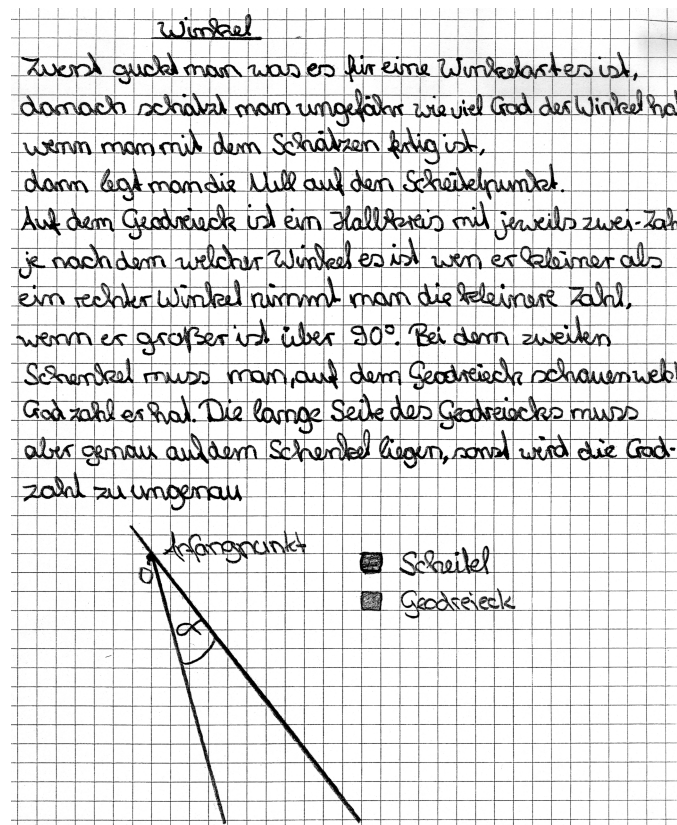 Winkel
Zuerst guckt man was es für eine Winkelart es ist,
danach schätzt man ungefähr wie viel Grad der Winkel ha
wenn man mit dem Schätzen fertig ist,
dann legt man die Null auf den Scheitelpunkt.
Auf dem Geodreieck ist ein Halbkreis mit jeweils zwei-Zah
je nach dem welcher Winkel es ist wen er kleiner als
ein rechter Winkel nimmt man die kleinere Zahl,
wenn er großer ist über 90°. Bei dem zweiten
Schenkel muss man, auf dem Geodreieck schauen welc
Grad zahl er hat. Die lange Seite des Geodreiecks muss
aber genau auf dem Schenkel liegen, sonst wird die Grad-
zahl zu ungenau
Anfangpunkt
0
α
Scheitel
Geodreieck